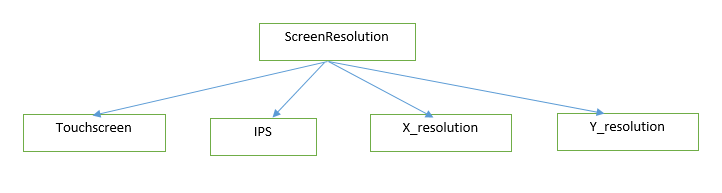 ScreenResolution
Touchscreen
IPS
X_resolution
Y_resolution